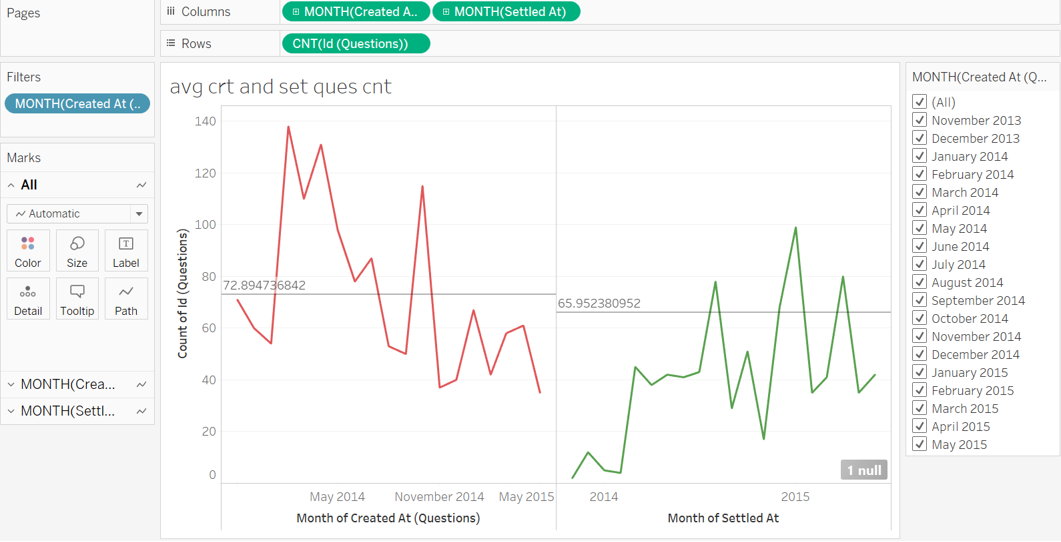 Pages
Columns
MONTH(Created A..
MONTH(Settled At)
Rows
CNT(Id (Questions))
Filters
MONTH(Created At (..
Marks
All
Automatic
Color
Size
Label
Detail
Tooltip
Path
MONTH(Crea...
MONTH(Settl...
avg crt and set ques cnt
Count of Id (Questions)
140
120
100
80
60
40
20
0
72.894736842
65.952380952
1 null
May 2014
November 2014
May 2015
2014
2015
Month of Created At (Questions)
Month of Settled At
MONTH(Created At (Q...
(All)
November 2013
December 2013
January 2014
February 2014
March 2014
April 2014
May 2014
June 2014
July 2014
August 2014
September 2014
October 2014
November 2014
December 2014
January 2015
February 2015
March 2015
April 2015
May 2015